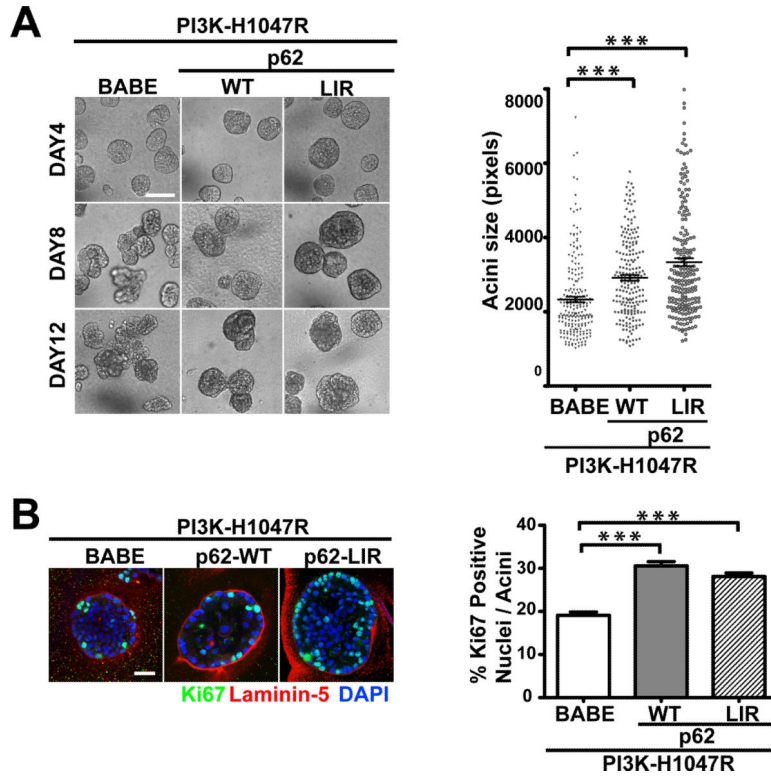 A
PI3K-H1047R
p62
BABE WT LIR
DAY4
DAY8
DAY12
*** 
***
Acini size (pixels)
8000
6000
4000
2000
0
BABE WT LIR
p62
PI3K-H1047R
B
PI3K-H1047R
BABE p62-WT p62-LIR
Ki67 Laminin-5 DAPI
***
***
% Ki67 Positive
Nuclei / Acini
40
30
20
10
0
BABE WT LIR
p62
PI3K-H1047R